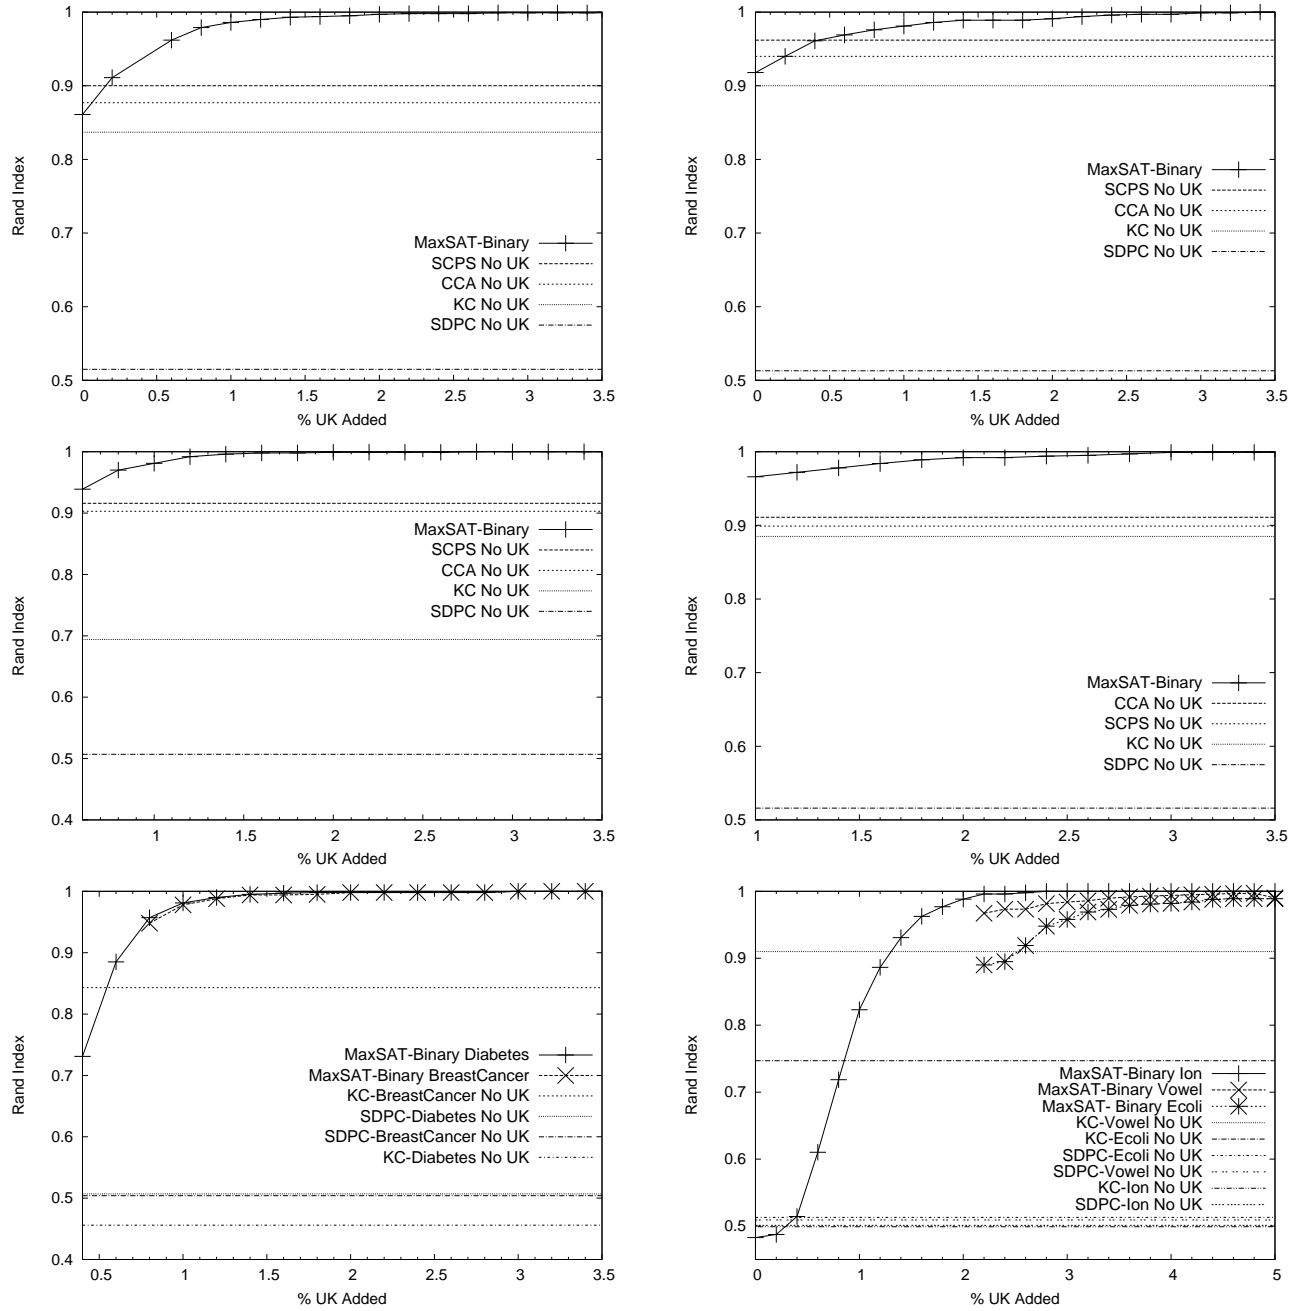 1
0.9
0.8
0.7
0.6
0.5
Rand Index
MaxSAT-Binary
SCPS No UK
CCA No UK
KC No UK
SDPC No UK
0 0.5 1 1.5 2 2.5 3 3.5
% UK Added
1
0.9
0.8
0.7
0.6
0.5
Rand Index
MaxSAT-Binary
SCPS No UK
CCA No UK
KC No UK
SDPC No UK
0 0.5 1 1.5 2 2.5 3 3.5
% UK Added
1
0.9
0.8
0.7
0.6
0.5
0.4
Rand Index
MaxSAT-Binary
SCPS No UK
CCA No UK
KC No UK
SDPC No UK
1 1.5 2 2.5 3 3.5
% UK Added
1
0.9
0.8
0.7
0.6
0.5
Rand Index
MaxSAT-Binary
CCA No UK
SCPS No UK
KC No UK
SDPC No UK
1 1.5 2 2.5 3 3.5
% UK Added
1
0.9
0.8
0.7
0.6
0.5
0.4
Rand Index
MaxSAT-Binary Diabetes
MaxSAT-Binary BreastCancer
KC-BreastCancer No UK
SDPC-Diabetes No UK
SDPC-BreastCancer No UK
KC-Diabetes No UK
0.5 1 1.5 2 2.5 3 3.5
% UK Added
1
0.9
0.8
0.7
0.6
0.5
Rand Index
MaxSAT-Binary Ion
MaxSAT-Binary Vowel
MaxSAT- Binary Ecoli
KC-Vowel No UK
KC-Ecoli No UK
SDPC-Ecoli No UK
SDPC-Vowel No UK
KC-Ion No UK
SDPC-Ion No UK
0 1 2 3 4 5
% UK Added